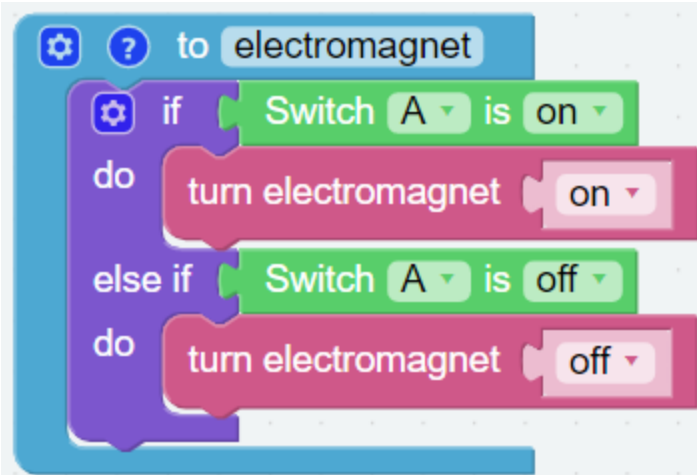 ? to electromagnet
if Switch A is on
do turn electromagnet on
else if Switch A is off
do turn electromagnet off